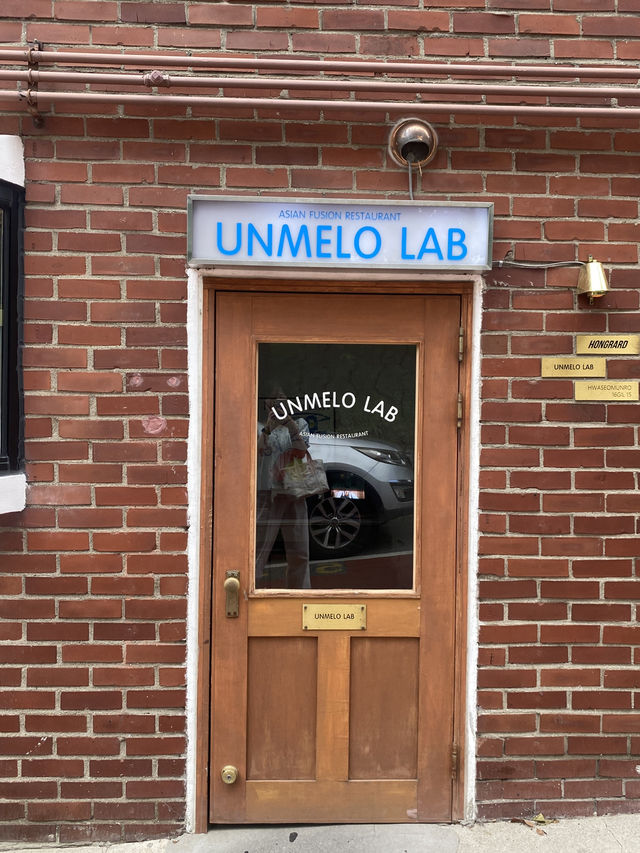 ASIAN FUSION RESTAURANT
UNMELO LAB
HONGRARD
UNMELO LAB
HWASEOMUNRO
16GIL 15
UNMELO LAB
ASIAN FUSION RESTAURANT
UNMELO LAB